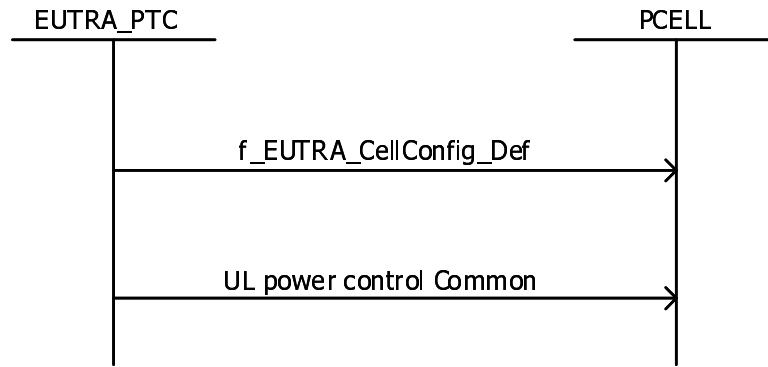 EUTRA_PTC
PCELL
f_EUTRA_CellConfig_Def
UL power control Common